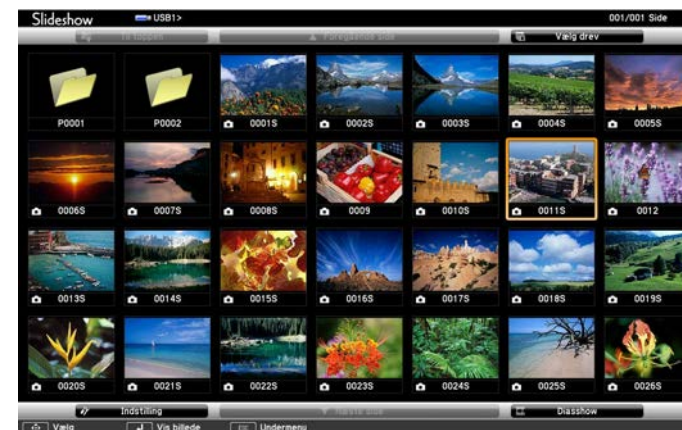 Slideshow USB1> 001/001 Side
Til toppen Foregående side Vælg drev
P0001 P0002 0001S 0002S 0003S 0004S 0005S
0006S 0007S 0008S 0009 0010S 0011S 0012
0013S 0014S 0015S 0016S 0017S 0018S 0019S
0020S 0021S 0022S 0023S 0024S 0025S 0026S
Indstilling Næste side Diasshow
Vælg Vis billede Undermenu